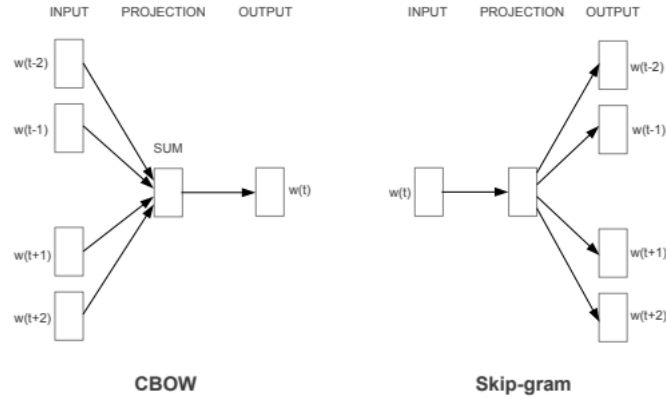 INPUT PROJECTION OUTPUT
w(t-2)
w(t-1)
SUM
w(t)
w(t+1)
w(t+2)
CBOW
INPUT PROJECTION OUTPUT
w(t-2)
w(t-1)
w(t)
w(t+1)
w(t+2)
Skip-gram